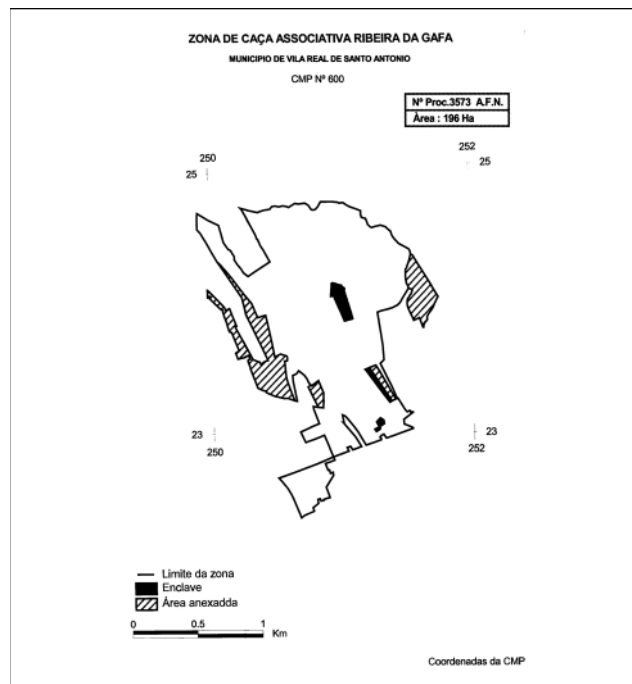 ZONA DE CAÇA ASSOCIATIVA RIBEIRA DA GAFA
MUNICIPIO DE VILA REAL DE SANTO ANTONIO
CMP Nº 600
Nº Proc.3573 A.F.N.
Àrea : 196 Ha
250
252
25
25
23
23
250
252
Limite da zona
Enclave
Àrea anexadda
0 0.5 1
Km
Coordenadas da CMP